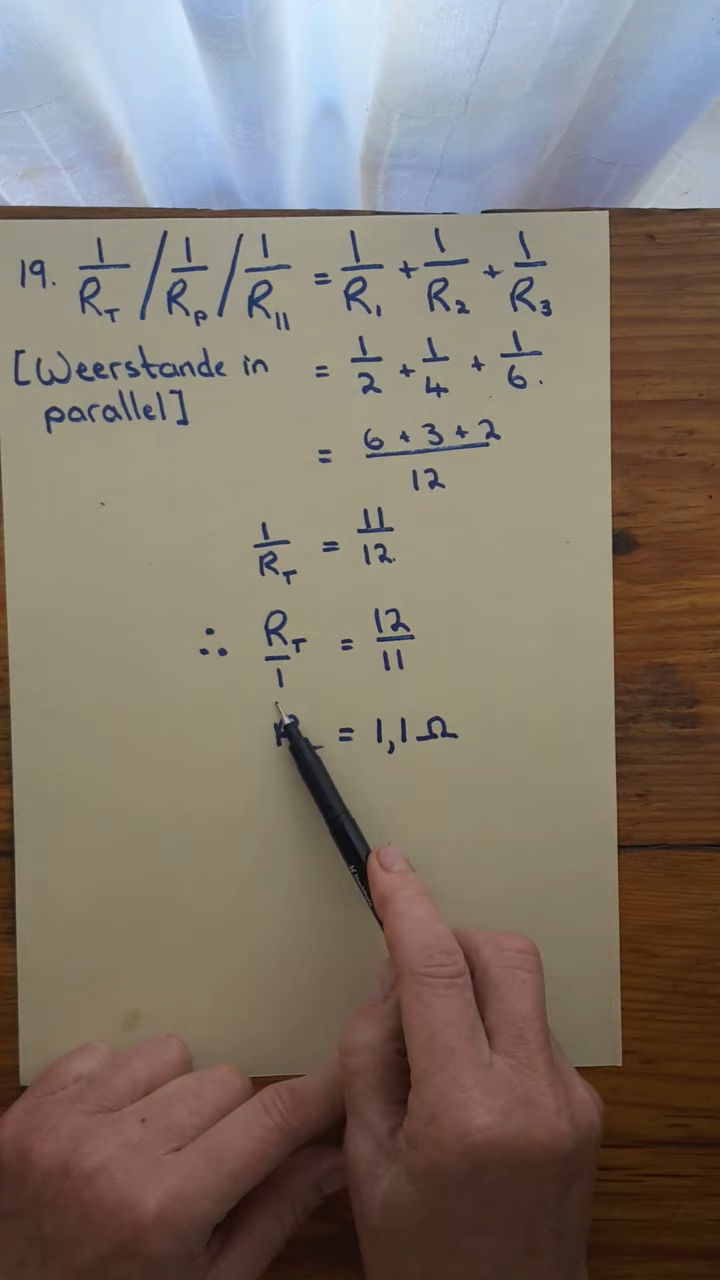 19. 1/R_T / 1/R_P / 1/R_|| = 1/R_1 + 1/R_2 + 1/R_3
[Weerstande in = 1/2 + 1/4 + 1/6.
parallel]
= (6 + 3 + 2)/12
1/R_T = 11/12
∴ R_T/1 = 12/11
= 1,1 Ω